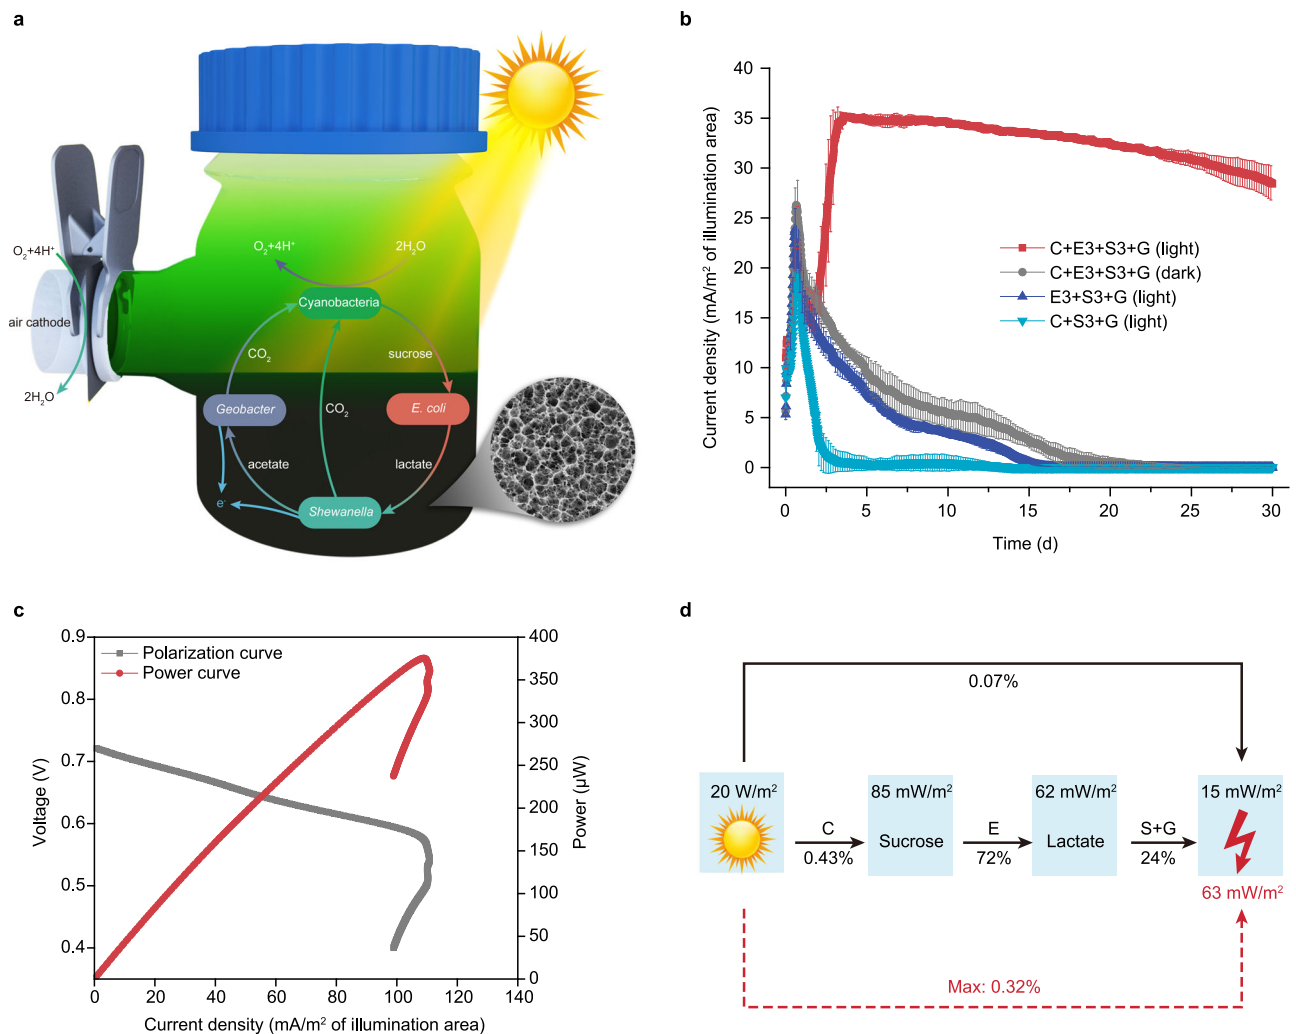 a
O₂+4H⁺
air cathode
2H₂O
O₂+4H⁺
2H₂O
Cyanobacteria
CO₂
sucrose
Geobacter
CO₂
E. coli
acetate
lactate
e⁻
Shewanella
b
Current density (mA/m² of illumination area)
40
35
30
25
20
15
10
5
0
C+E3+S3+G (light)
C+E3+S3+G (dark)
E3+S3+G (light)
C+S3+G (light)
0
5
10
15
20
25
30
Time (d)
c
Voltage (V)
0.9
0.8
0.7
0.6
0.5
0.4
Polarization curve
Power curve
400
350
300
250
200
150
100
50
0
Power (μW)
0
20
40
60
80
100
120
140
Current density (mA/m² of illumination area)
d
0.07%
20 W/m²
85 mW/m²
62 mW/m²
15 mW/m²
C
0.43%
Sucrose
E
72%
Lactate
S+G
24%
63 mW/m²
Max: 0.32%